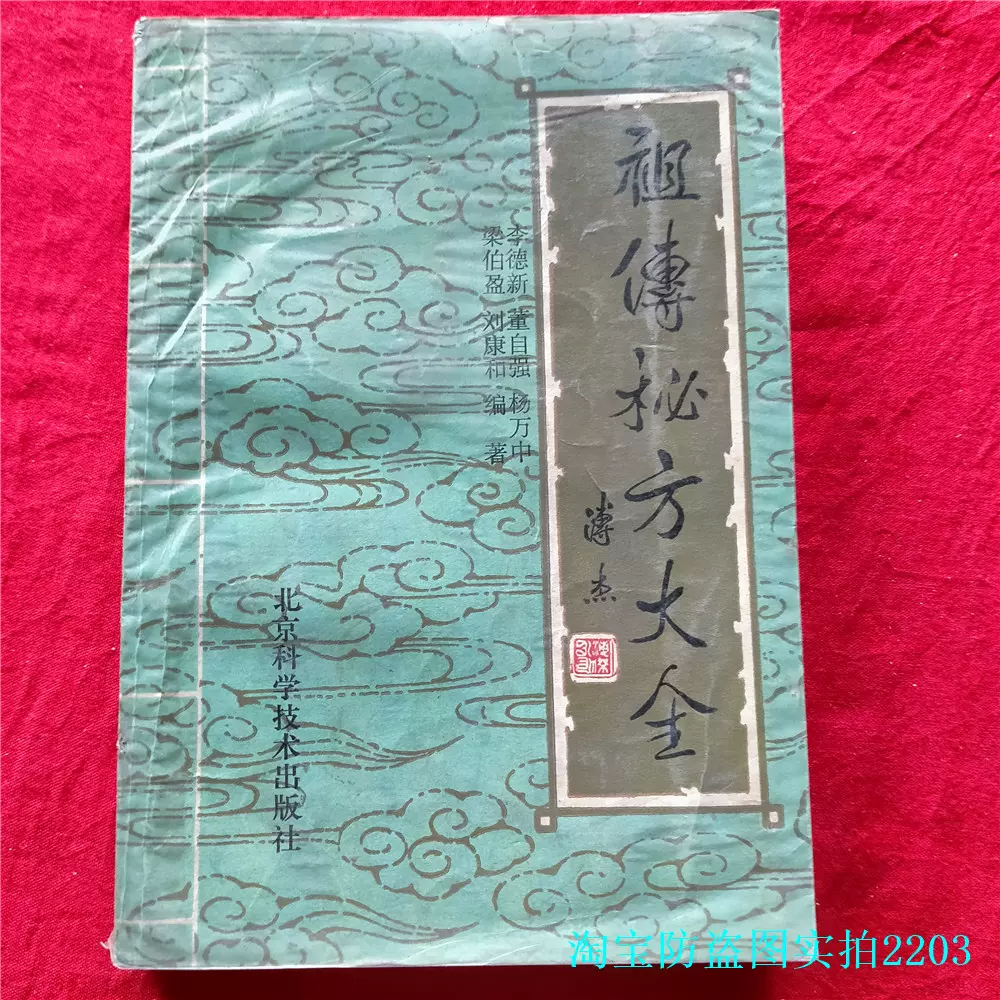 祖傳秘方大全
溥杰
李德新 董自强 杨万中
梁伯盈 刘康和 编著
北京科学技术出版社
淘宝防盗图实拍2203